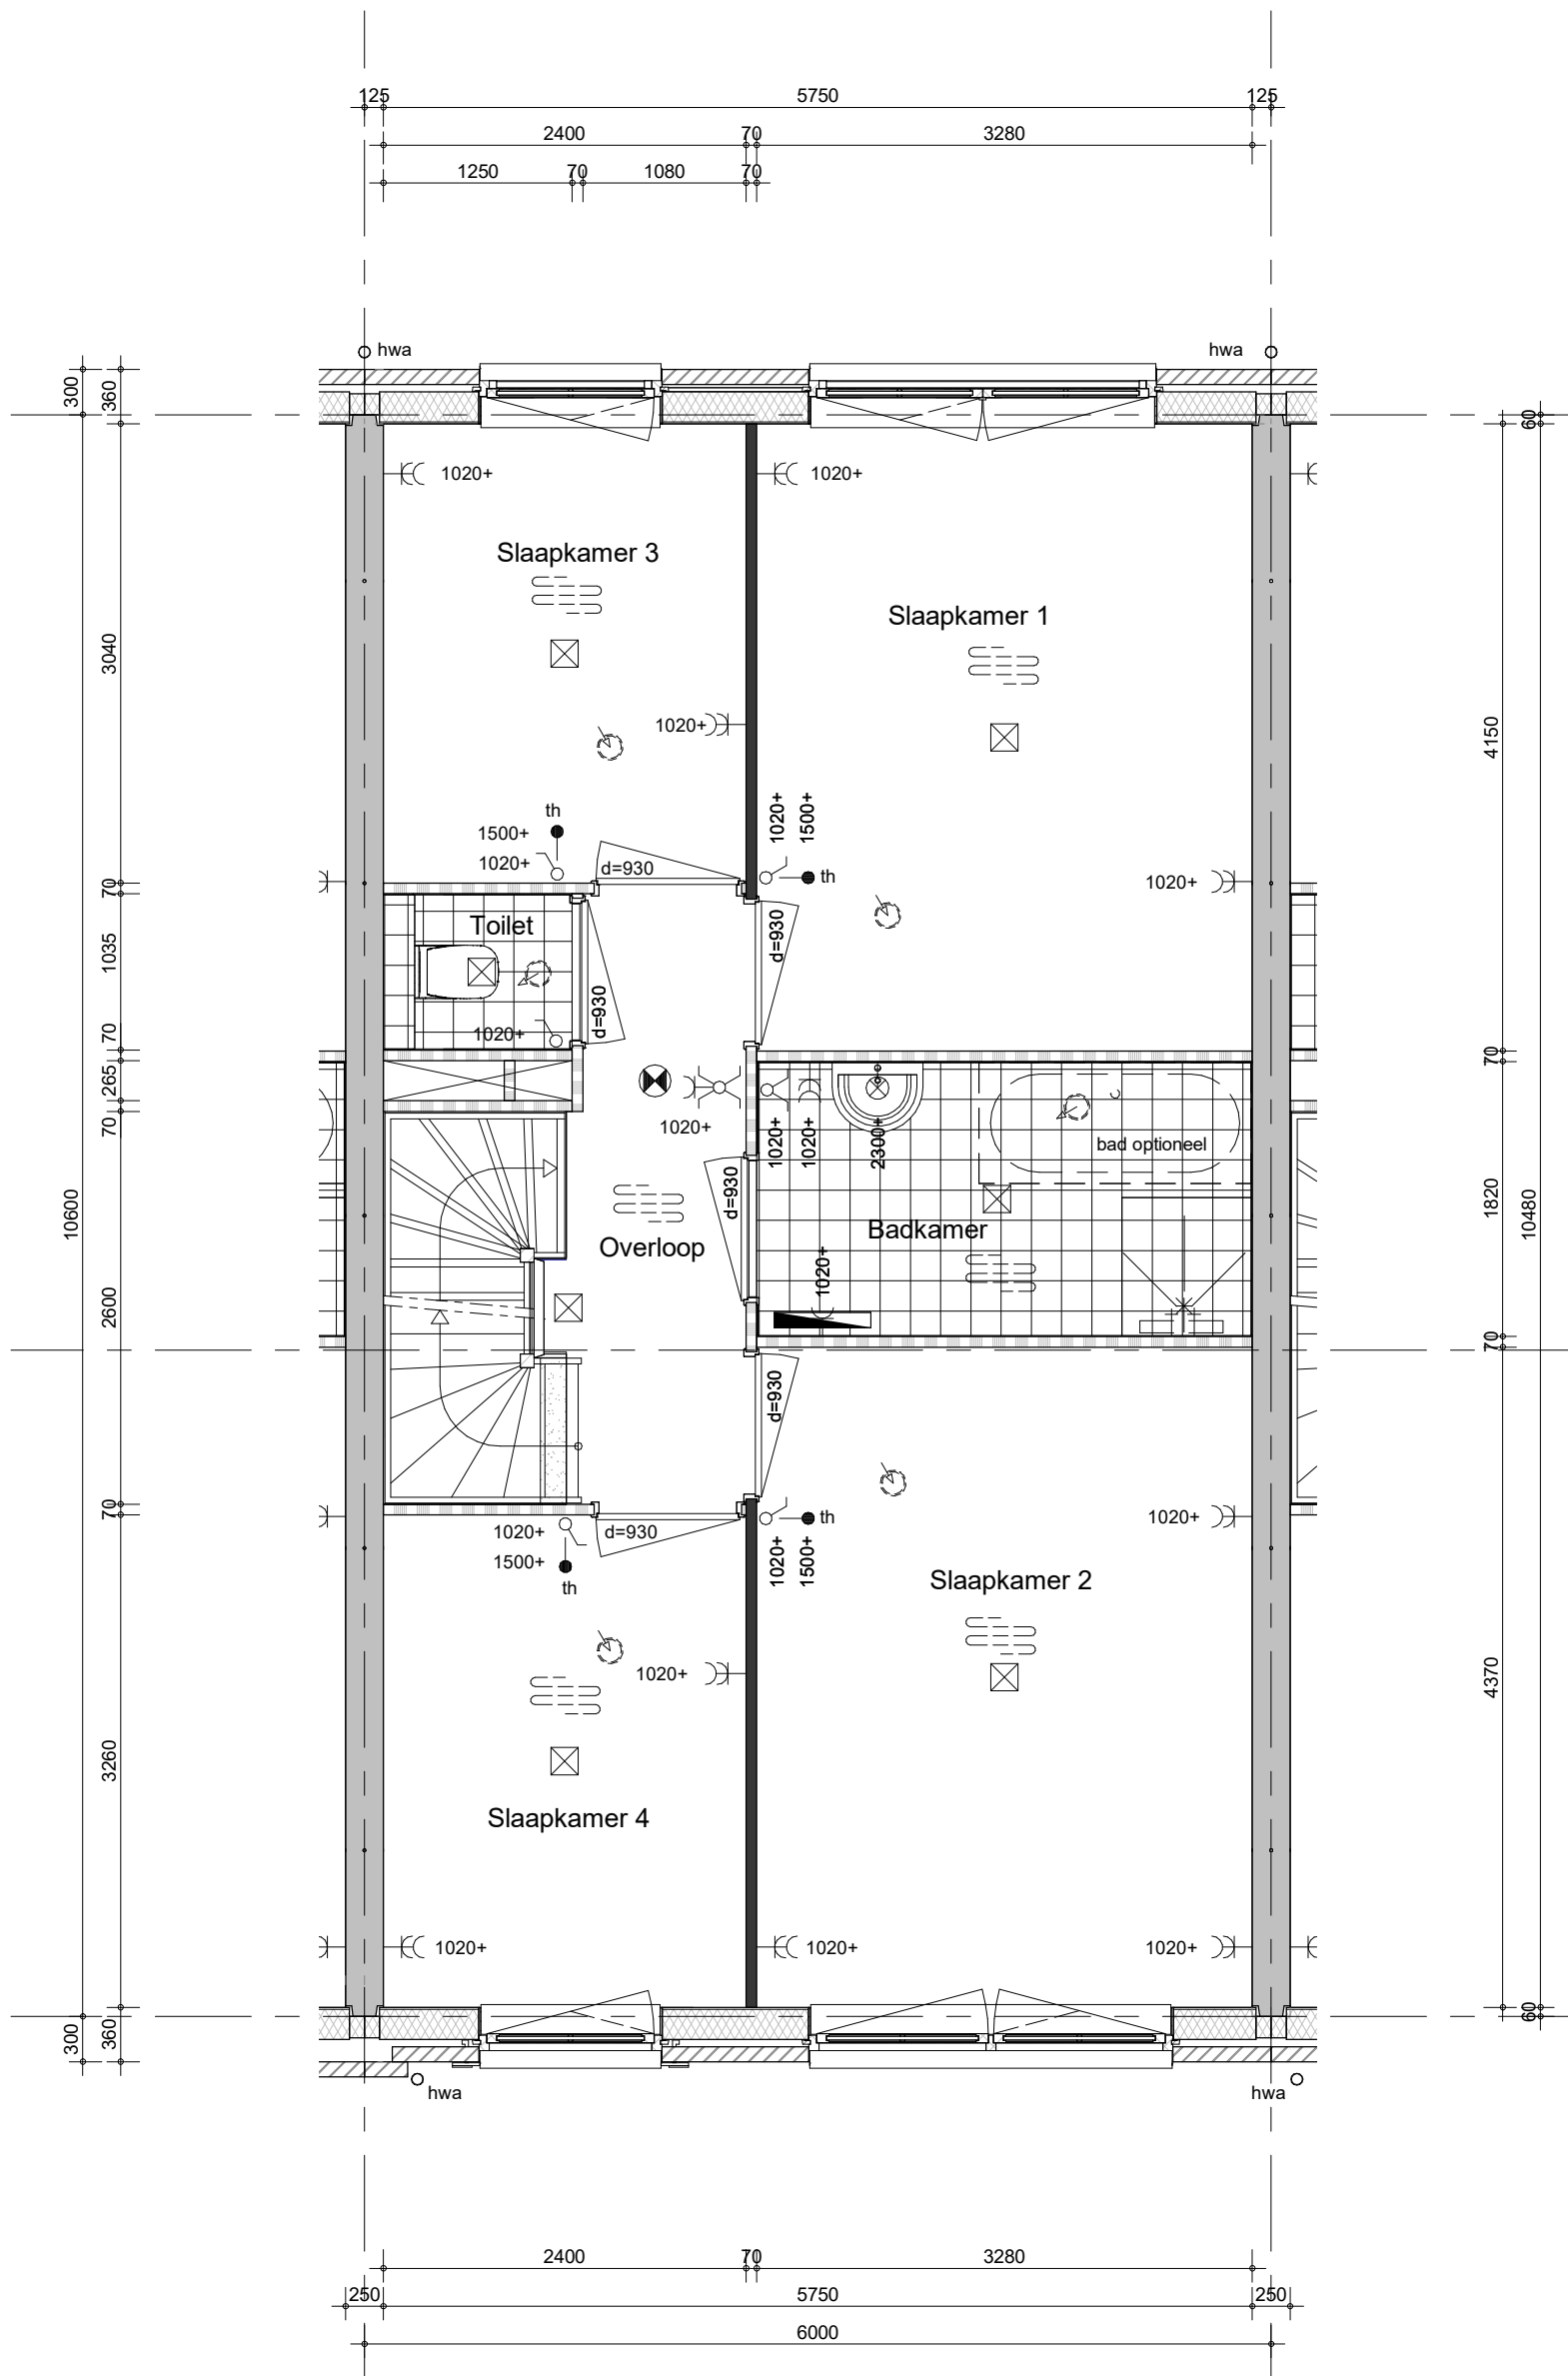 125 5750 125
2400 70 3280
1250 70 1080 70
hwa hwa
300 360 60
1020+ 1020+
Slaapkamer 3
Slaapkamer 1
3040
1020+
4150
th
1500+
1020+
d=930
1020+ 1500+
th
1020+
70
Toilet
1035
d=930
d=930
1020+
70
265
70
70
1020+
1020+ 1020+ 2300+
bad optioneel
d=930
Badkamer
Overloop
1020+
10600
1820
10480
2600
70
d=930
70
1020+
d=930
1500+
th
th
1020+ 1500+
1020+
Slaapkamer 2
1020+
4370
3260
Slaapkamer 4
1020+ 1020+ 1020+
60
300 360
hwa hwa
2400 70 3280
250 5750 250
6000